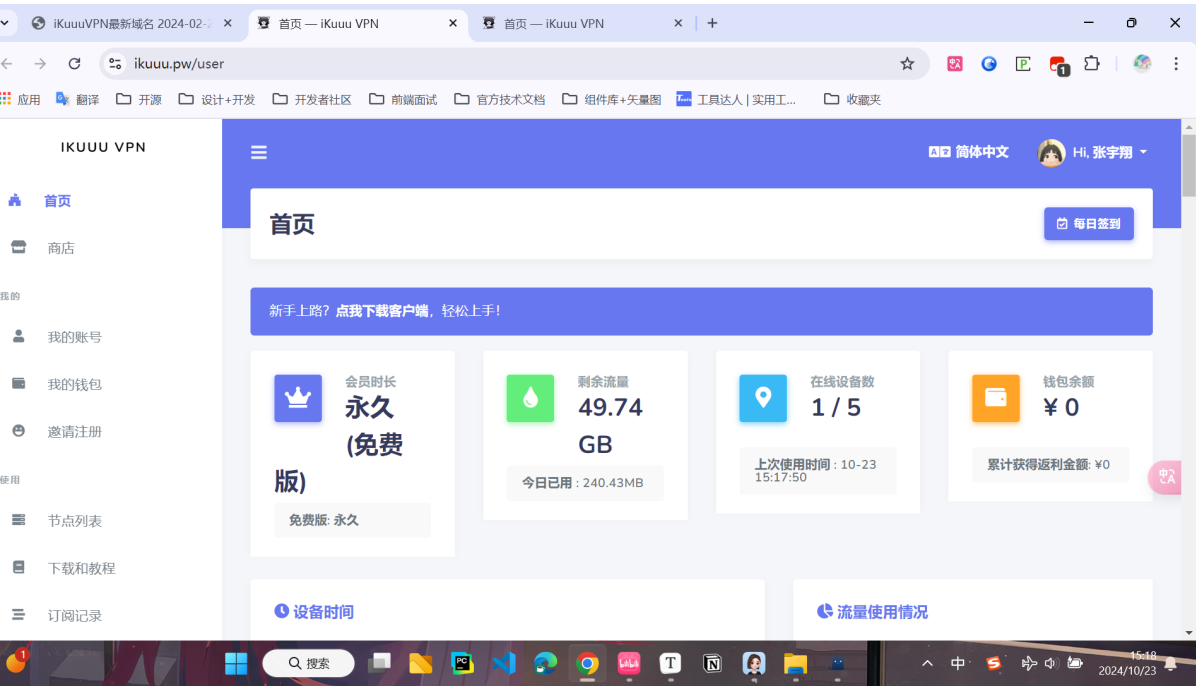 iKuuuVPN最新域名 2024-02-2
首页 — iKuuu VPN
首页 — iKuuu VPN
ikuuu.pw/user
1
应用
翻译
开源
设计+开发
开发者社区
前端面试
官方技术文档
组件库+矢量图
工具达人 | 实用工...
收藏夹
IKUUU VPN
简体中文
Hi, 张宇翔
首页
商店
我的
我的账号
我的钱包
邀请注册
使用
节点列表
下载和教程
订阅记录
首页
每日签到
新手上路？点我下载客户端，轻松上手！
会员时长
永久
(免费
版)
免费版: 永久
剩余流量
49.74
GB
今日已用 : 240.43MB
在线设备数
1 / 5
上次使用时间 : 10-23
15:17:50
钱包余额
¥ 0
累计获得返利金额: ¥0
设备时间
流量使用情况
1
搜索
PC
T
N
中
S
15:18
2024/10/23